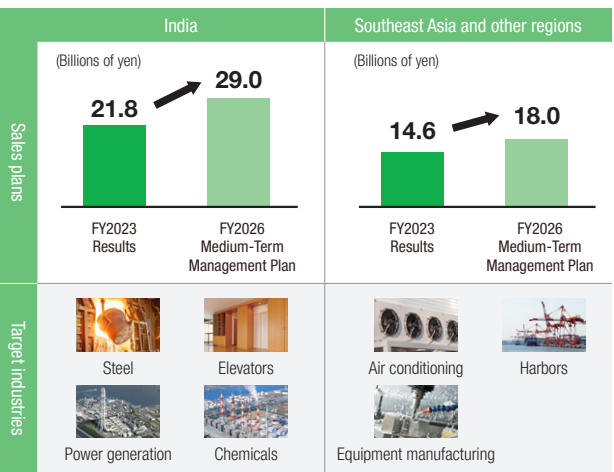 India
Southeast Asia and other regions
Sales plans
(Billions of yen)
21.8
29.0
FY2023
Results
FY2026
Medium-Term
Management Plan
(Billions of yen)
14.6
18.0
FY2023
Results
FY2026
Medium-Term
Management Plan
Target industries
Steel
Elevators
Power generation
Chemicals
Air conditioning
Harbors
Equipment manufacturing